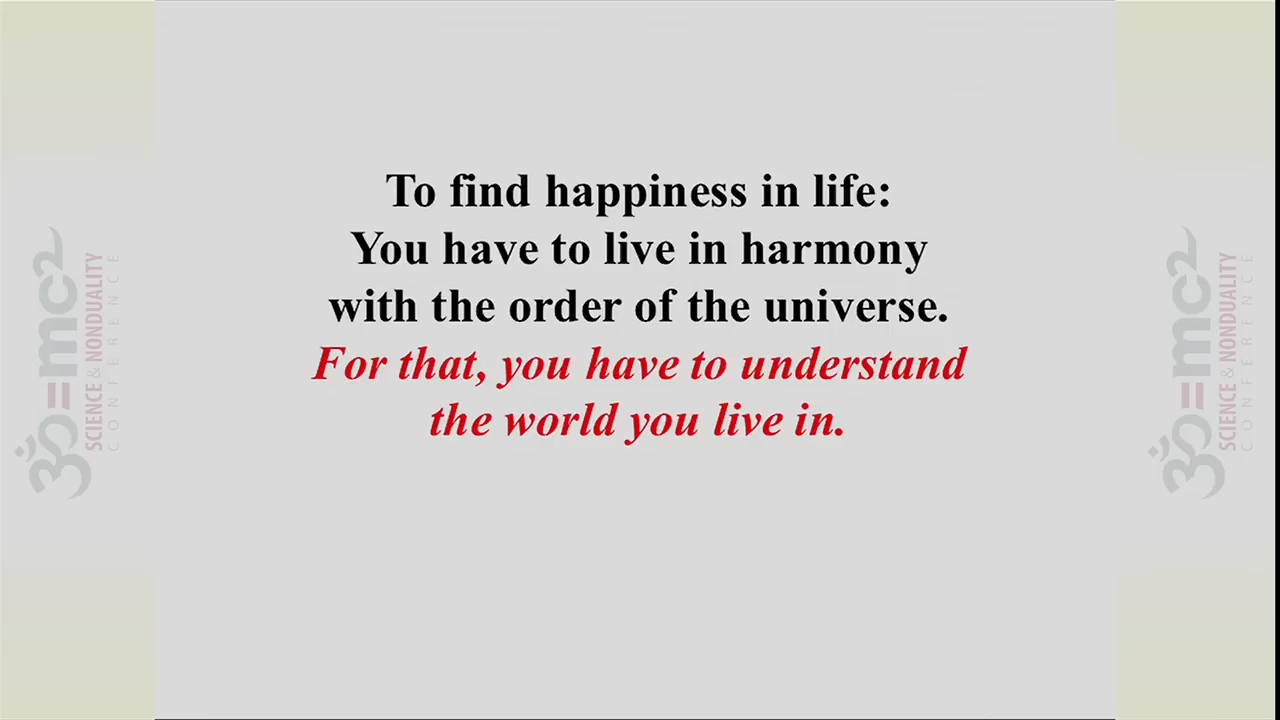 To find happiness in life:
You have to live in harmony
with the order of the universe.
For that, you have to understand
the world you live in.
ॐ=mc2
SCIENCE & NONDUALITY
CONFERENCE
ॐ=mc2
SCIENCE & NONDUALITY
CONFERENCE